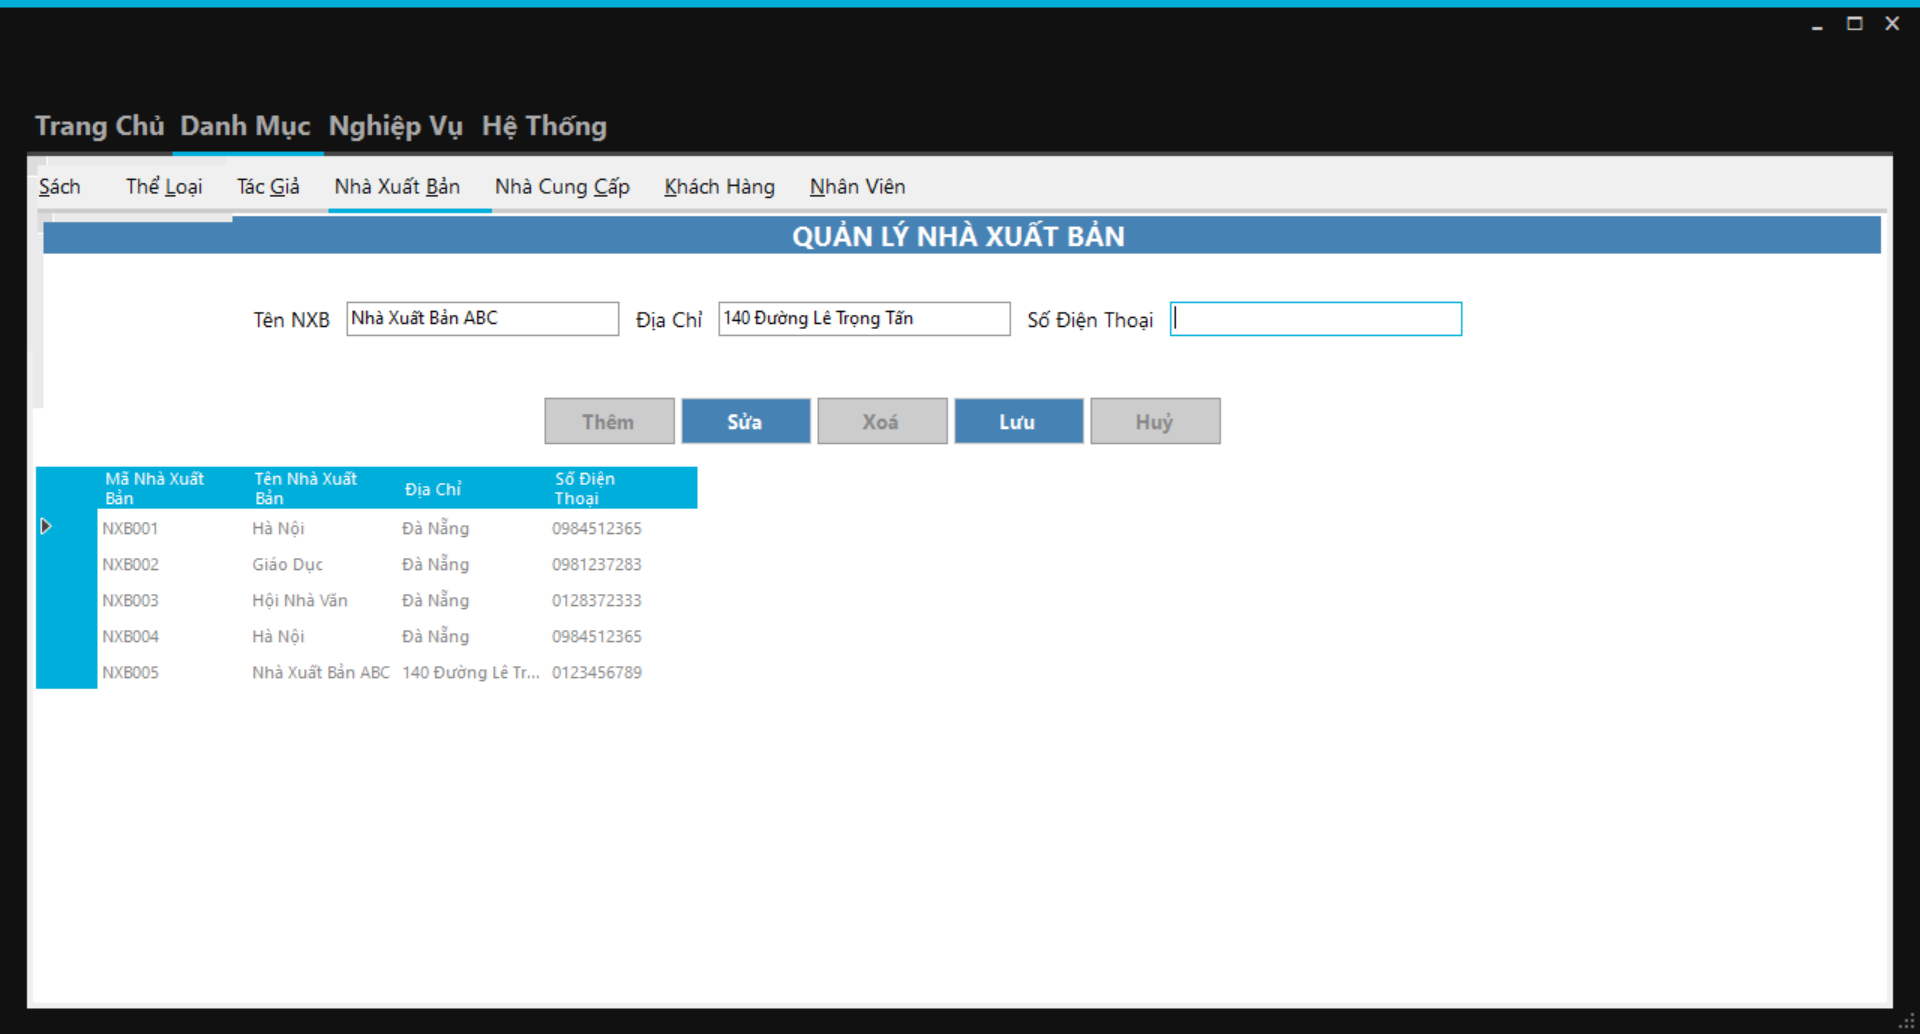 Trang Chủ Danh Mục Nghiệp Vụ Hệ Thống
Sách Thể Loại Tác Giả Nhà Xuất Bản Nhà Cung Cấp Khách Hàng Nhân Viên
QUẢN LÝ NHÀ XUẤT BẢN
Tên NXB Nhà Xuất Bản ABC Địa Chỉ 140 Đường Lê Trọng Tấn Số Điện Thoại
Thêm Sửa Xoá Lưu Huỷ
Mã Nhà Xuất Bản Tên Nhà Xuất Bản Địa Chỉ Số Điện Thoại
NXB001 Hà Nội Đà Nẵng 0984512365
NXB002 Giáo Dục Đà Nẵng 0981237283
NXB003 Hội Nhà Văn Đà Nẵng 0128372333
NXB004 Hà Nội Đà Nẵng 0984512365
NXB005 Nhà Xuất Bản ABC 140 Đường Lê Tr... 0123456789